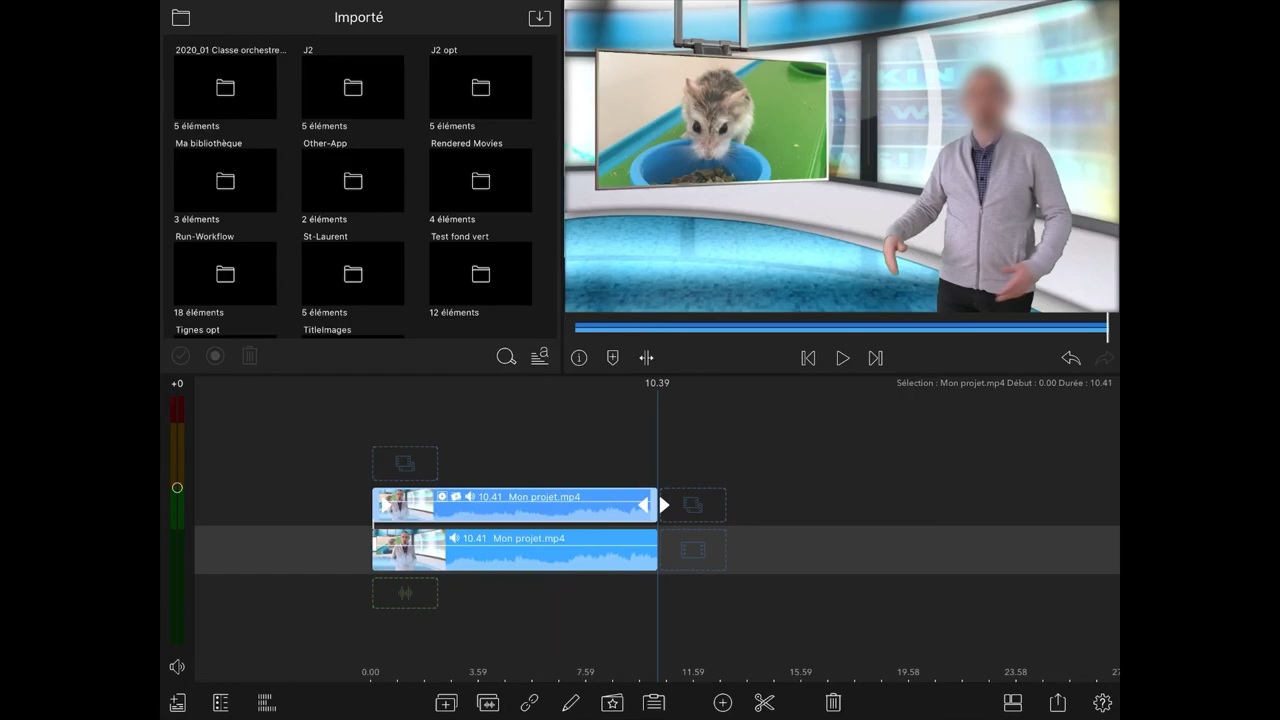 Importé
2020_01 Classe orchestre... J2 J2 opt
5 éléments 5 éléments 5 éléments
Ma bibliothèque Other-App Rendered Movies
3 éléments 2 éléments 4 éléments
Run-Workflow St-Laurent Test fond vert
18 éléments 5 éléments 12 éléments
Tignes opt TitleImages
+0
10.39
Sélection : Mon projet.mp4 Début : 0.00 Durée : 10.41
10.41 Mon projet.mp4
10.41 Mon projet.mp4
0.00 3.59 7.59 11.59 15.59 19.58 23.58